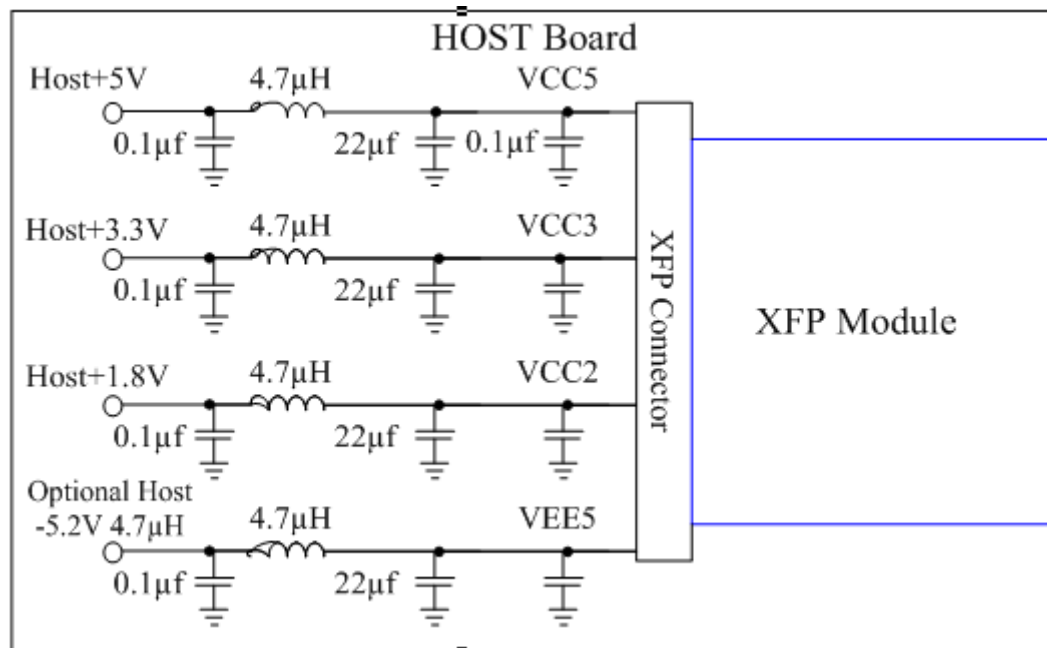 HOST Board
Host+5V 4.7µH VCC5
0.1µf 22µf 0.1µf
Host+3.3V 4.7µH VCC3
0.1µf 22µf
Host+1.8V 4.7µH VCC2
0.1µf 22µf
Optional Host
-5.2V 4.7µH 4.7µH VEE5
0.1µf 22µf
XFP Connector
XFP Module